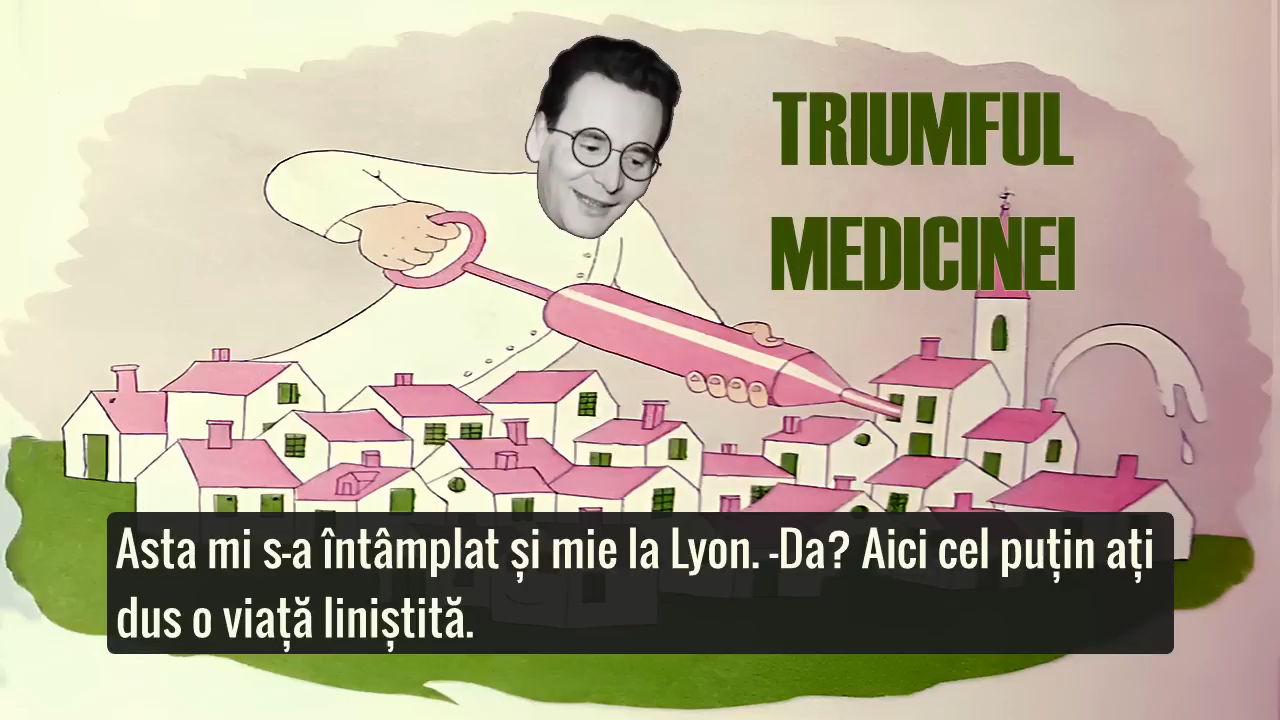 TRIUMFUL
MEDICINEI
Asta mi s-a întâmplat și mie la Lyon. -Da? Aici cel puțin ați
dus o viață liniștită.